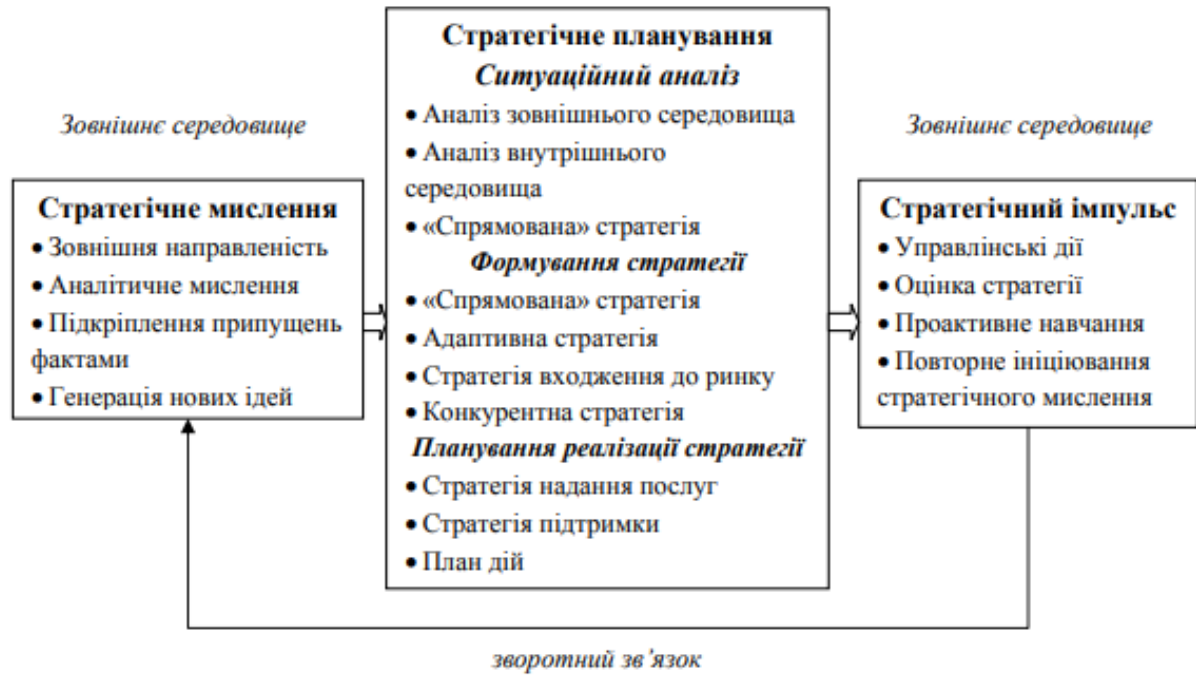 Зовнішнє середовище
Стратегічне мислення
• Зовнішня направленість
• Аналітичне мислення
• Підкріплення припущень
фактами
• Генерація нових ідей
Стратегічне планування
Ситуаційний аналіз
• Аналіз зовнішнього середовища
• Аналіз внутрішнього
середовища
• «Спрямована» стратегія
Формування стратегії
• «Спрямована» стратегія
• Адаптивна стратегія
• Стратегія входження до ринку
• Конкурентна стратегія
Планування реалізації стратегії
• Стратегія надання послуг
• Стратегія підтримки
• План дій
Зовнішнє середовище
Стратегічний імпульс
• Управлінські дії
• Оцінка стратегії
• Проактивне навчання
• Повторне ініціювання
стратегічного мислення
зворотний зв’язок